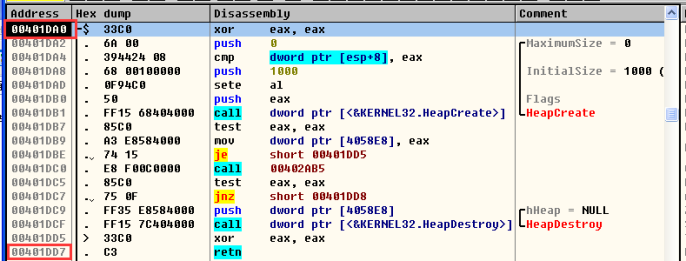 Address Hex dump Disassembly Comment
00401DA0 $ 33C0 xor eax, eax
00401DA2 . 6A 00 push 0 MaximumSize = 0
00401DA4 . 394424 08 cmp dword ptr [esp+8], eax
00401DA8 . 68 00100000 push 1000 InitialSize = 1000 (
00401DAD . 0F94C0 sete al
00401DB0 . 50 push eax Flags
00401DB1 . FF15 68404000 call dword ptr [<&KERNEL32.HeapCreate>] HeapCreate
00401DB7 . 85C0 test eax, eax
00401DB9 . A3 E8584000 mov dword ptr [4058E8], eax
00401DBE . 74 15 je short 00401DD5
00401DC0 . E8 F00C0000 call 00402AB5
00401DC5 . 85C0 test eax, eax
00401DC7 . 75 0F jnz short 00401DD8
00401DC9 . FF35 E8584000 push dword ptr [4058E8] hHeap = NULL
00401DCF . FF15 7C404000 call dword ptr [<&KERNEL32.HeapDestroy>] HeapDestroy
00401DD5 > 33C0 xor eax, eax
00401DD7 . C3 retn